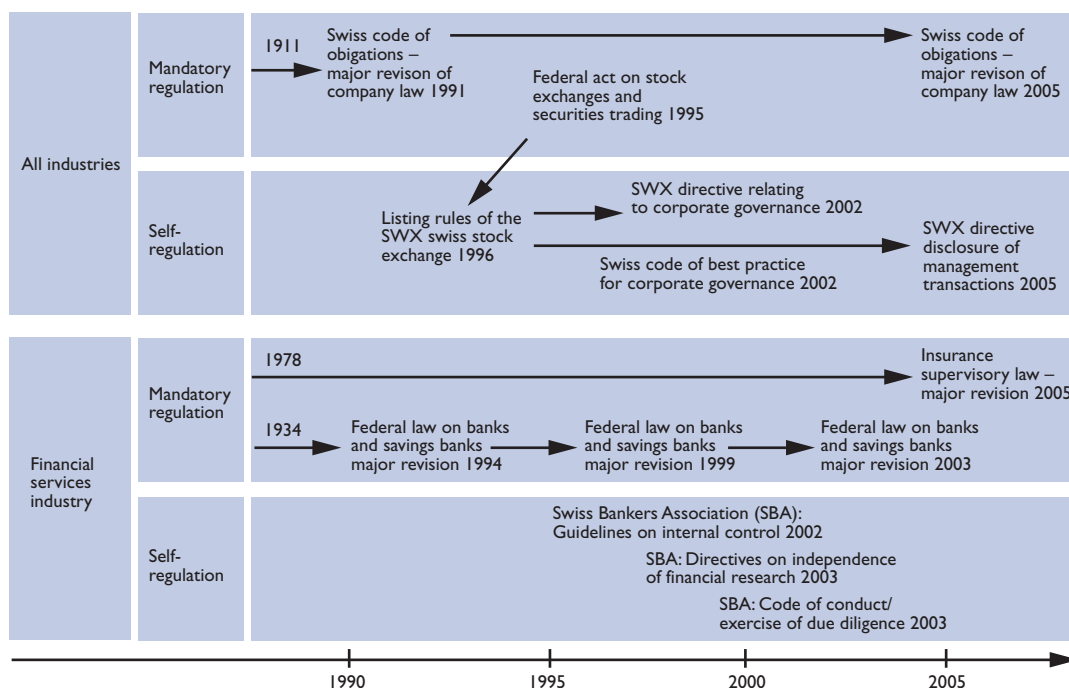 All industries
Mandatory
regulation
1911
Swiss code of
obigations –
major revison of
company law 1991
Federal act on stock
exchanges and
securities trading 1995
Swiss code of
obigations –
major revison of
company law 2005
Self-
regulation
Listing rules of the
SWX swiss stock
exchange 1996
SWX directive relating
to corporate governance 2002
Swiss code of best practice
for corporate governance 2002
SWX directive
disclosure of
management
transactions 2005
Financial
services
industry
Mandatory
regulation
1978
Insurance
supervisory law –
major revision 2005
1934
Federal law on banks
and savings banks
major revision 1994
Federal law on banks
and savings banks
major revision 1999
Federal law on banks
and savings banks
major revision 2003
Self-
regulation
Swiss Bankers Association (SBA):
Guidelines on internal control 2002
SBA: Directives on independence
of financial research 2003
SBA: Code of conduct/
exercise of due diligence 2003
1990
1995
2000
2005